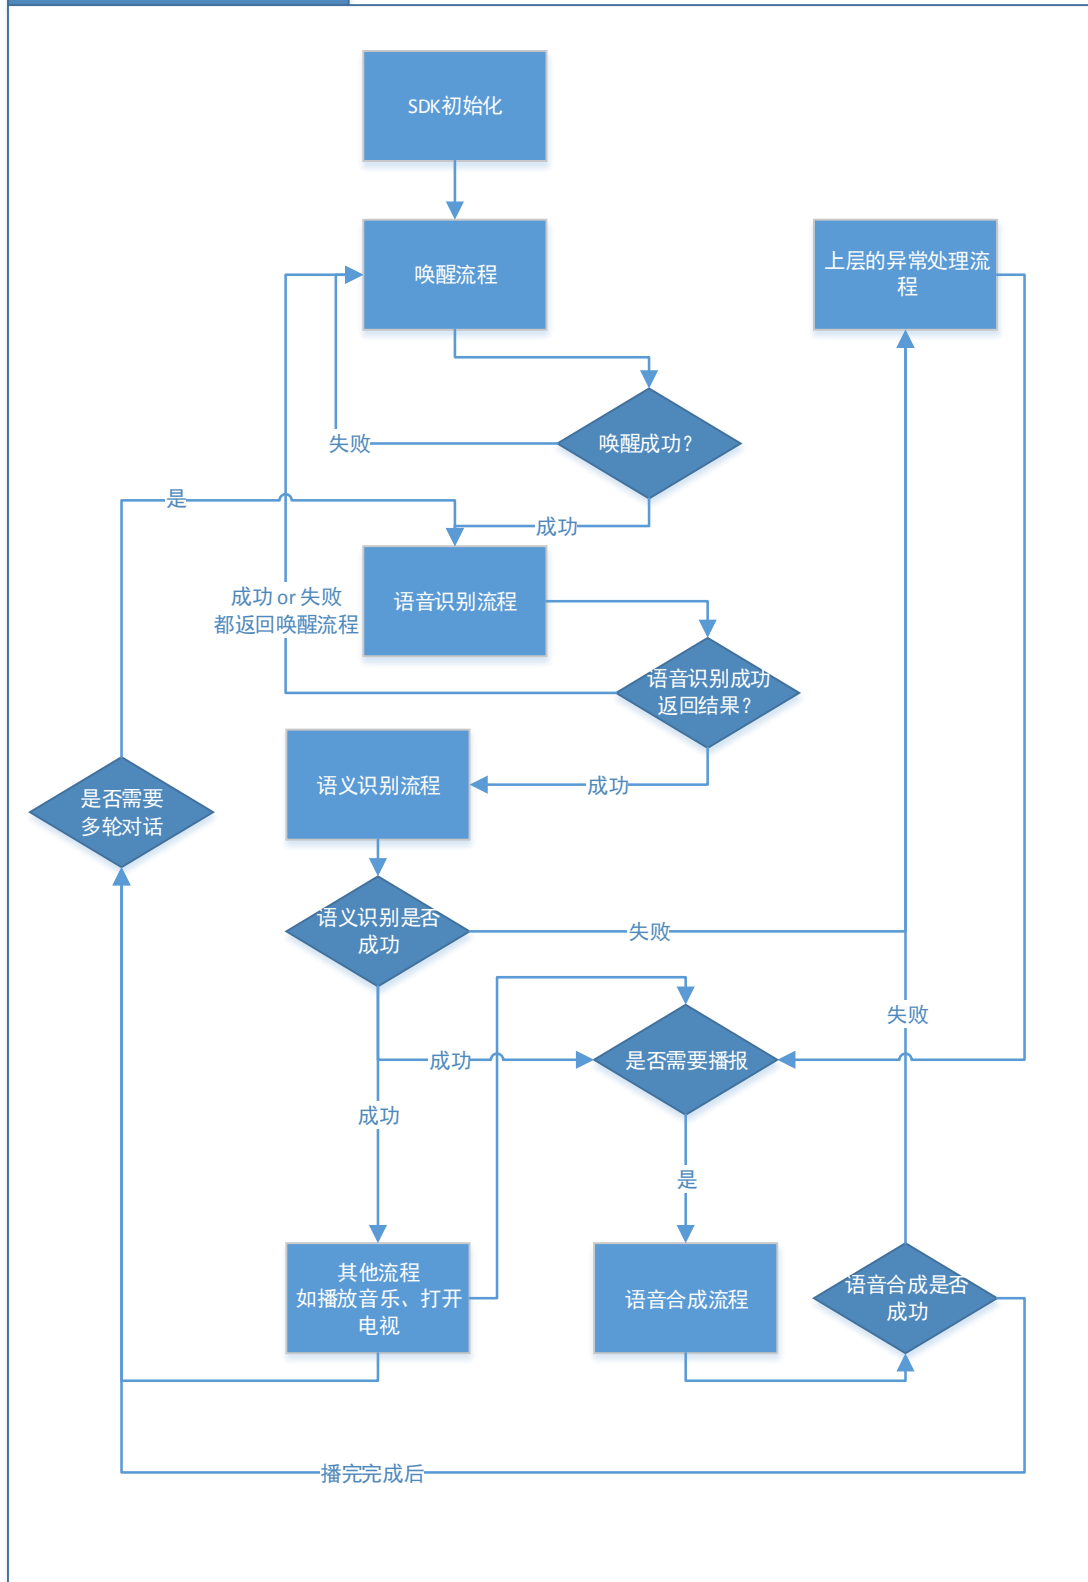 SDK初始化
唤醒流程
上层的异常处理流
程
唤醒成功？
失败
是
成功
成功 or 失败
都返回唤醒流程
语音识别流程
语音识别成功
返回结果？
语义识别流程
成功
是否需要
多轮对话
语义识别是否
成功
失败
失败
成功
是否需要播报
成功
是
其他流程
如播放音乐、打开
电视
语音合成流程
语音合成是否
成功
播完完成后